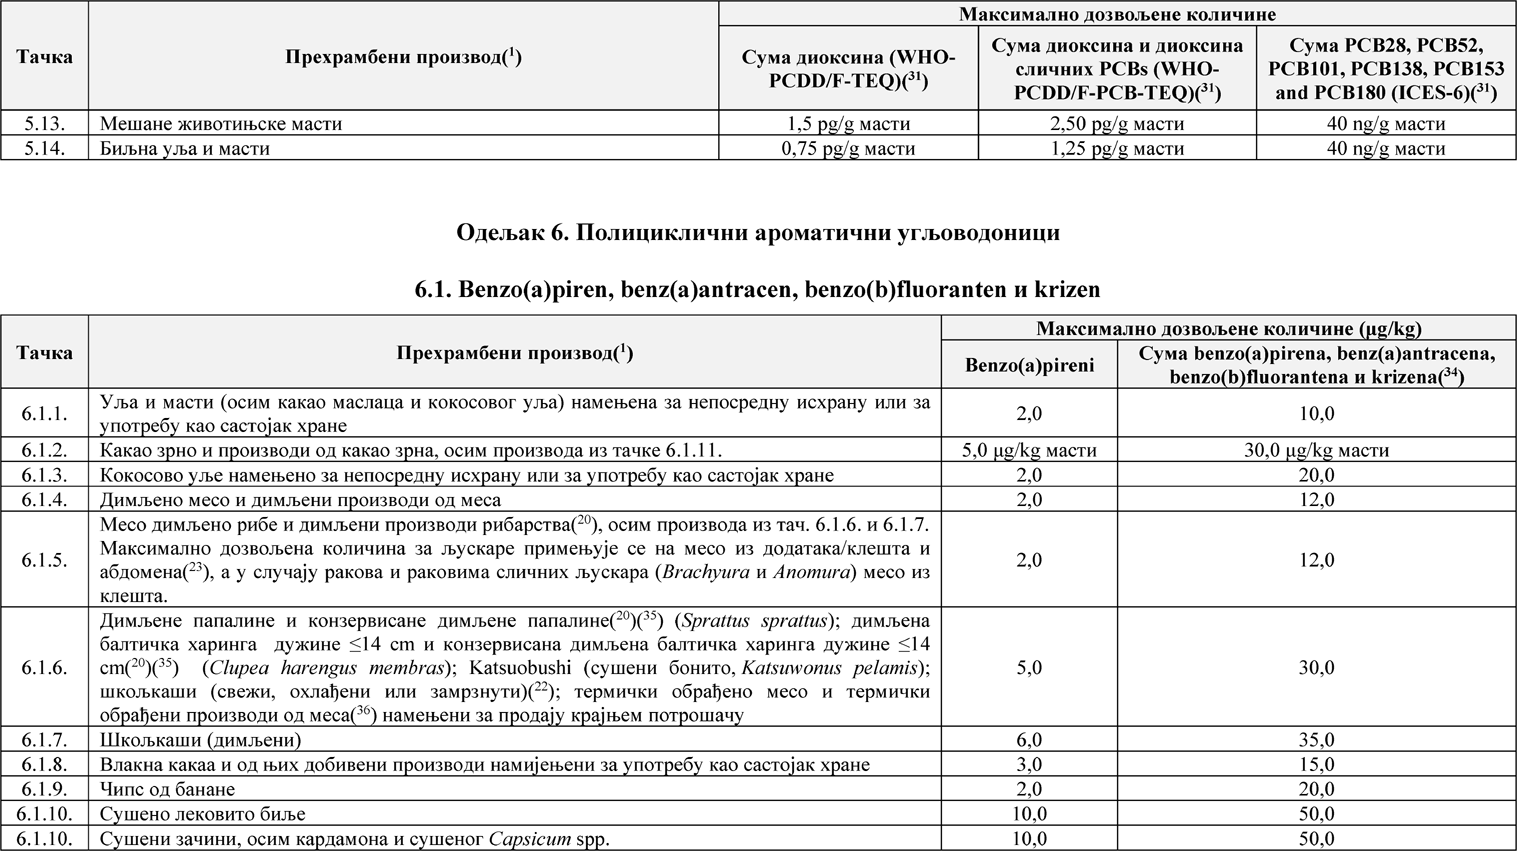 Тачка
Прехрамбени производ(1)
Максимално дозвољене количине
Сума диоксина (WHO-
PCDD/F-TEQ)(31)
Сума диоксина и диоксина
сличних PCBs (WHO-
PCDD/F-PCB-TEQ)(31)
Сума PCB28, PCB52,
PCB101, PCB138, PCB153
and PCB180 (ICES-6)(31)
5.13. Мешане животињске масти 1,5 pg/g масти 2,50 pg/g масти 40 ng/g масти
5.14. Биљна уља и масти 0,75 pg/g масти 1,25 pg/g масти 40 ng/g масти
Одељак 6. Полициклични ароматични угљоводоници
6.1. Benzo(a)piren, benz(a)antracen, benzo(b)fluoranten и krizen
Тачка
Прехрамбени производ(1)
Максимално дозвољене количине (µg/kg)
Benzo(a)pireni
Сума benzo(a)pirena, benz(a)antracena,
benzo(b)fluorantena и krizena(34)
6.1.1.
Уља и масти (осим какао маслаца и кокосовог уља) намењена за непосредну исхрану или за
употребу као састојак хране
2,0 10,0
6.1.2. Какао зрно и производи од какао зрна, осим производа из тачке 6.1.11. 5,0 µg/kg масти 30,0 µg/kg масти
6.1.3. Кокосово уље намењено за непосредну исхрану или за употребу као састојак хране 2,0 20,0
6.1.4. Димљено месо и димљени производи од меса 2,0 12,0
6.1.5.
Месо димљено рибе и димљени производи рибарства(20), осим производа из тач. 6.1.6. и 6.1.7.
Максимално дозвољена количина за љускаре примењује се на месо из додатака/клешта и
абдомена(23), а у случају ракова и раковима сличних љускара (Brachyura и Anomura) месо из
клешта.
2,0 12,0
6.1.6.
Димљене папалине и конзервисане димљене папалине(20)(35) (Sprattus sprattus); димљена
балтичка харинга дужине ≤14 cm и конзервисана димљена балтичка харинга дужине ≤14
cm(20)(35) (Clupea harengus membras); Katsuobushi (сушени бонито, Katsuwonus pelamis);
шкољкаши (свежи, охлађени или замрзнути)(22); термички обрађено месо и термички
обрађени производи од меса(36) намењени за продају крајњем потрошачу
5,0 30,0
6.1.7. Шкољкаши (димљени) 6,0 35,0
6.1.8. Влакна какаа и од њих добивени производи намијењени за употребу као састојак хране 3,0 15,0
6.1.9. Чипс од банане 2,0 20,0
6.1.10. Сушено лековито биље 10,0 50,0
6.1.10. Сушени зачини, осим кардамона и сушеног Capsicum spp. 10,0 50,0